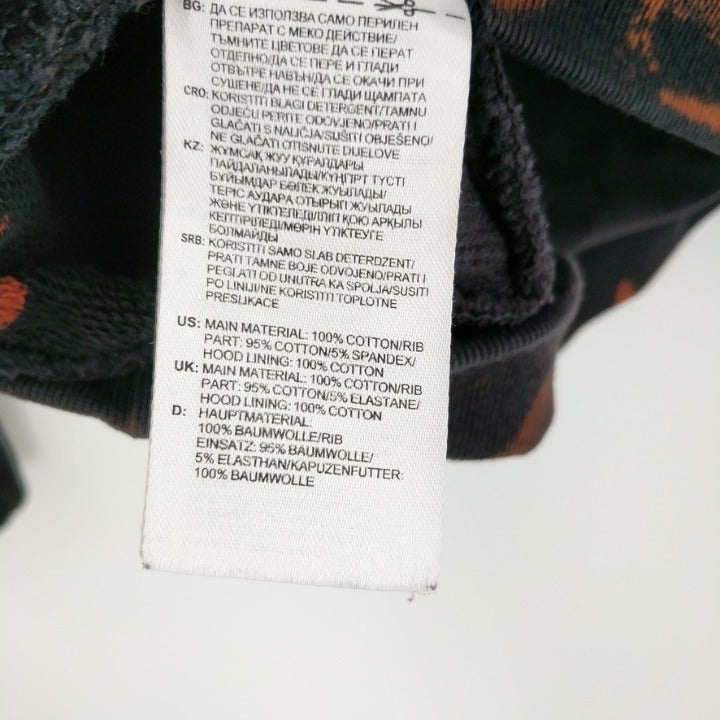 BG: ДА СЕ ИЗПОЛЗВА САМО ПЕРИЛЕН
ПРЕПАРАТ С МЕКО ДЕЙСТВИЕ/
ТЪМНИТЕ ЦВЕТОВЕ ДА СЕ ПЕРАТ
ОТДЕЛНО/ДА СЕ ПЕРЕ И ГЛАДИ
ОТВЪТРЕ НАВЪН/ДА СЕ ОКАЧИ ПРИ
СУШЕНЕ/ДА НЕ СЕ ГЛАДИ ЩАМПАТА
CRO: KORISTITI BLAGI DETERGENT/TAMNU
ODJEĆU PERITE ODVOJENO/PRATI I
GLAČATI S NALIČJA/SUŠITI OBJEŠENO/
NE GLAČATI OTISNUTE DIJELOVE
KZ: ЖҰМСАҚ ЖУУ ҚҰРАЛДАРЫ
ПАЙДАЛАНЫЛАДЫ/КҮҢГІРТ ТҮСТІ
БҰЙЫМДАР БӨЛЕК ЖУЫЛАДЫ/
ТЕРІС АУДАРА ОТЫРЫП ЖУЫЛАДЫ
ЖӘНЕ ҮТІКТЕЛЕДІ/ІЛІП ҚОЮ АРҚЫЛЫ
КЕПТІРІЛЕДІ/МӨРІН ҮТІКТЕУГЕ
БОЛМАЙДЫ
SRB: KORISTITI SAMO SLAB DETERDZENT/
PRATI TAMNE BOJE ODVOJENO/PRATI I
PEGLATI OD UNUTRA KA SPOLJA/SUSITI
PO LINIJI/NE KORISTITI TOPLOTNE
PRESLIKACE
US: MAIN MATERIAL: 100% COTTON/RIB
PART: 95% COTTON/5% SPANDEX/
HOOD LINING: 100% COTTON
UK: MAIN MATERIAL: 100% COTTON/RIB
PART: 95% COTTON/5% ELASTANE/
HOOD LINING: 100% COTTON
D: HAUPTMATERIAL:
100% BAUMWOLLE/RIB
EINSATZ: 95% BAUMWOLLE/
5% ELASTHAN/KAPUZENFUTTER:
100% BAUMWOLLE